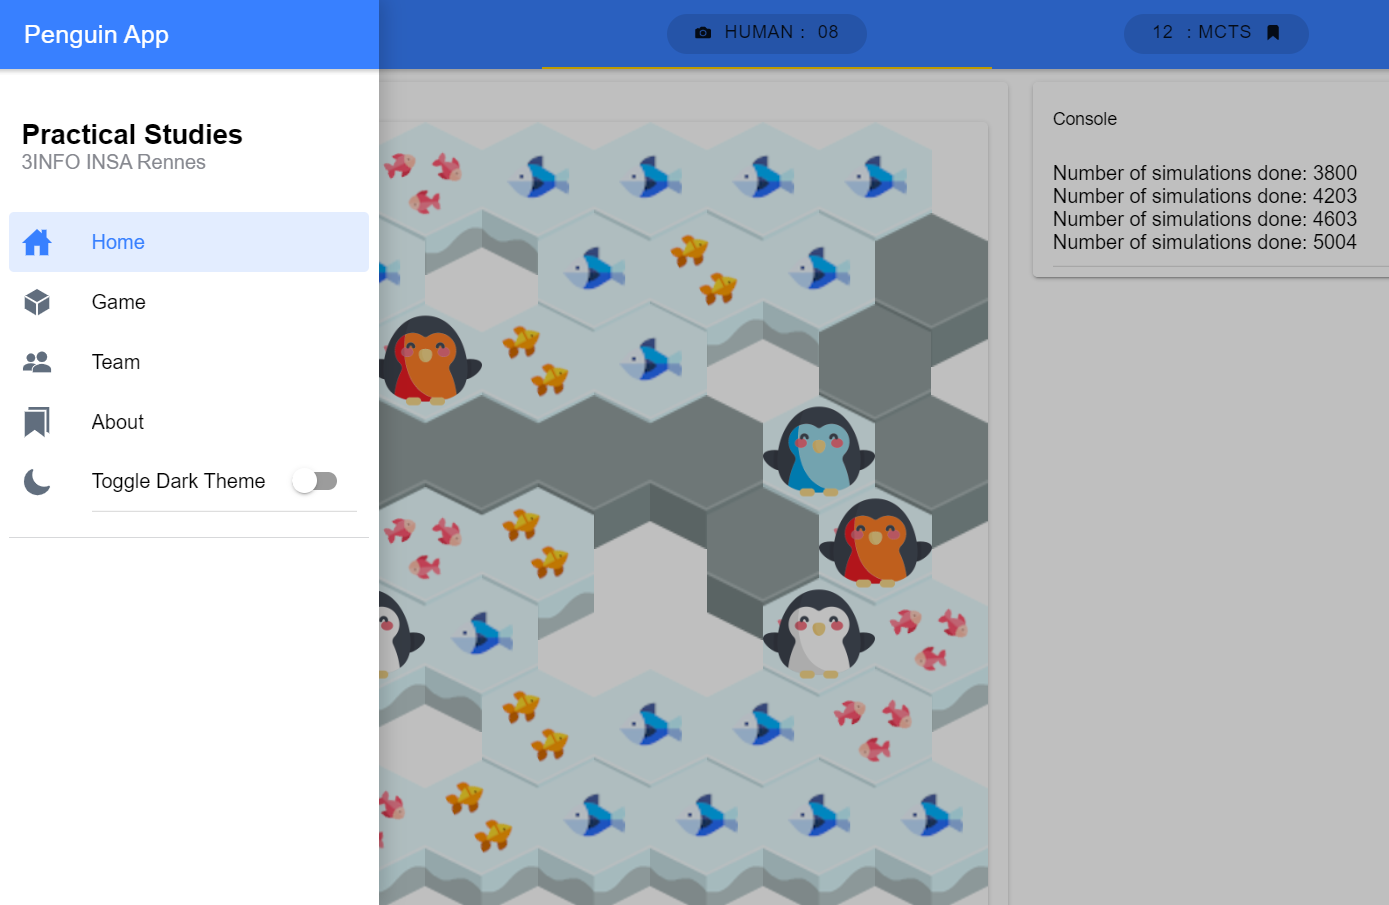 Penguin App
HUMAN : 08
12 : MCTS
Practical Studies
3INFO INSA Rennes
Home
Game
Team
About
Toggle Dark Theme
Console
Number of simulations done: 3800
Number of simulations done: 4203
Number of simulations done: 4603
Number of simulations done: 5004